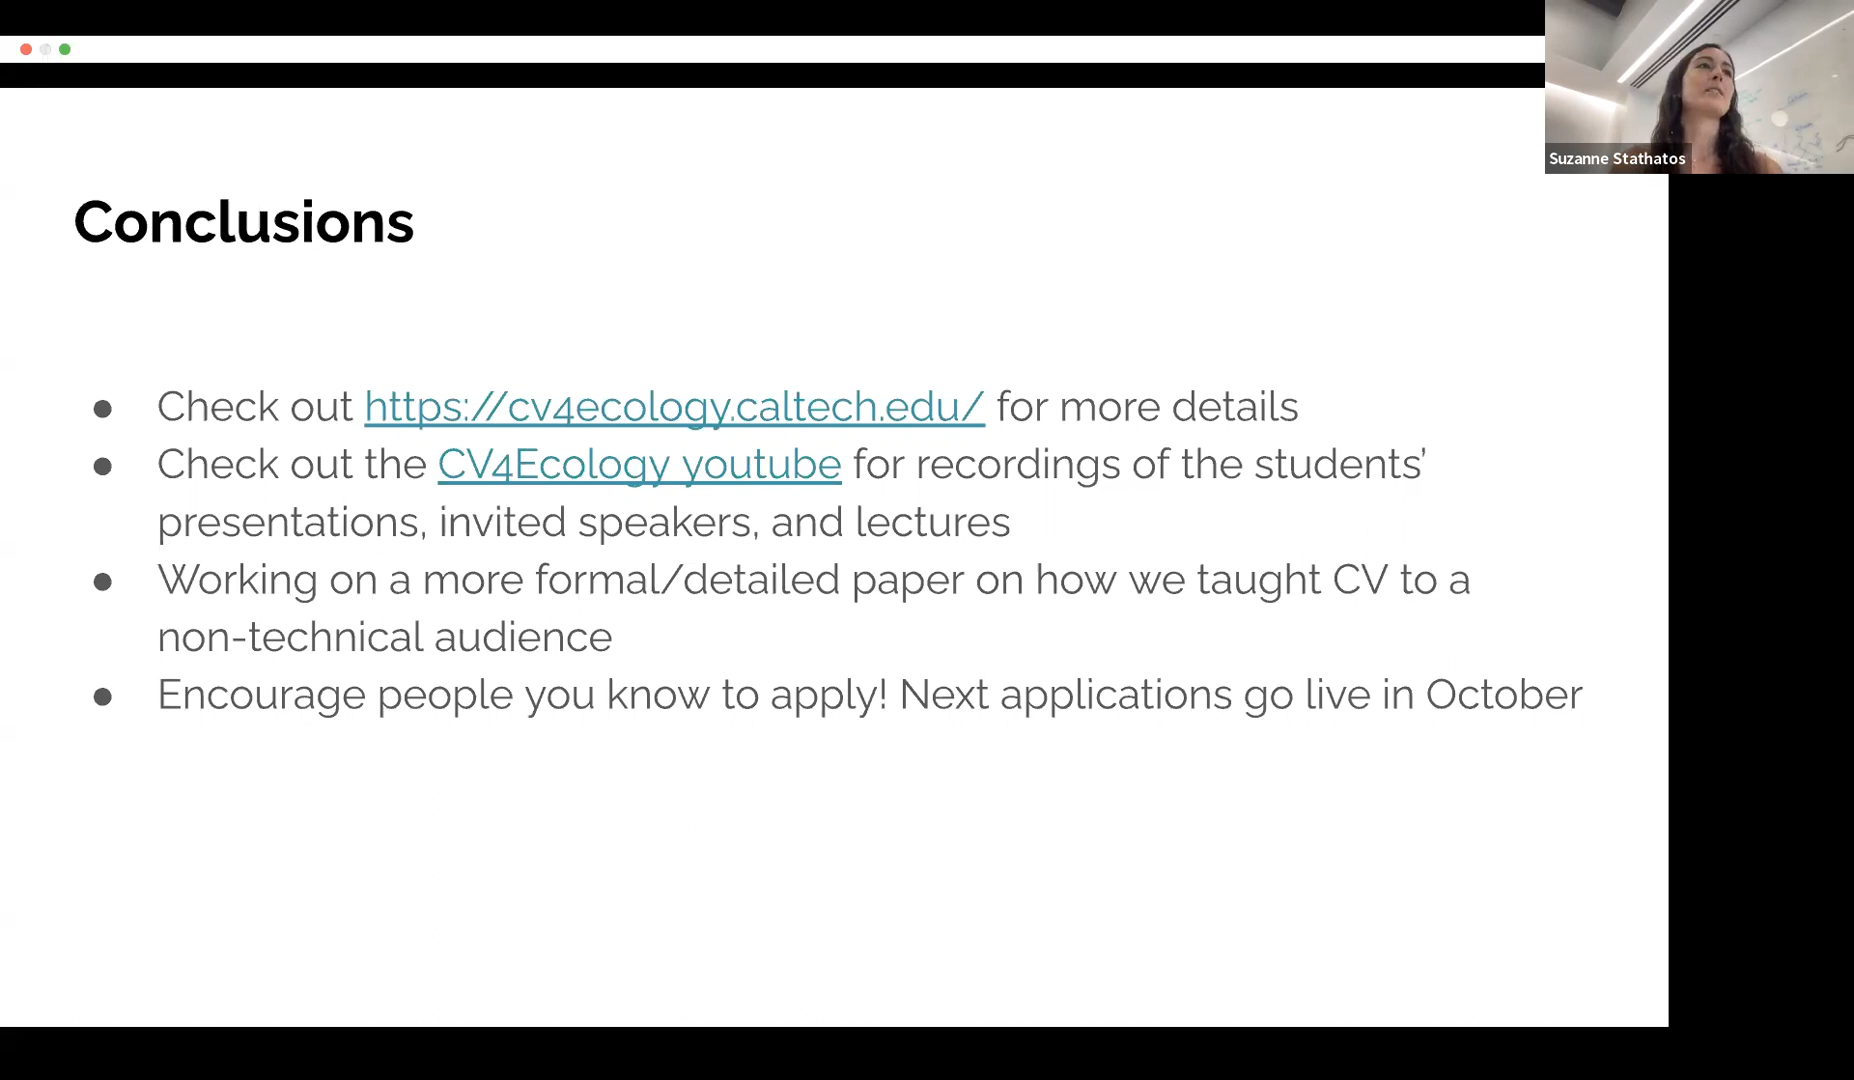 Suzanne Stathatos
Conclusions
● Check out https://cv4ecology.caltech.edu/ for more details
● Check out the CV4Ecology youtube for recordings of the students’
presentations, invited speakers, and lectures
● Working on a more formal/detailed paper on how we taught CV to a
non-technical audience
● Encourage people you know to apply! Next applications go live in October